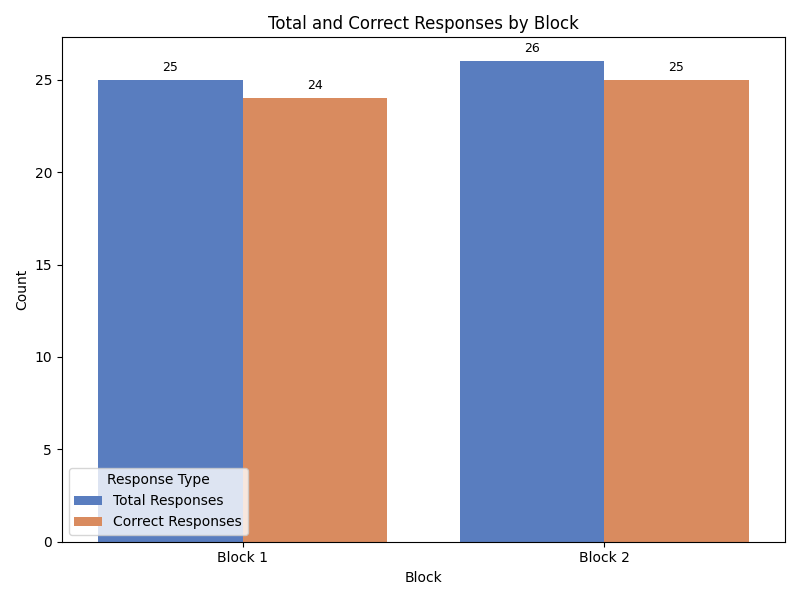 Total and Correct Responses by Block
26
25
25
24
25
20
15
10
5
0
Count
Response Type
Total Responses
Correct Responses
Block 1
Block 2
Block